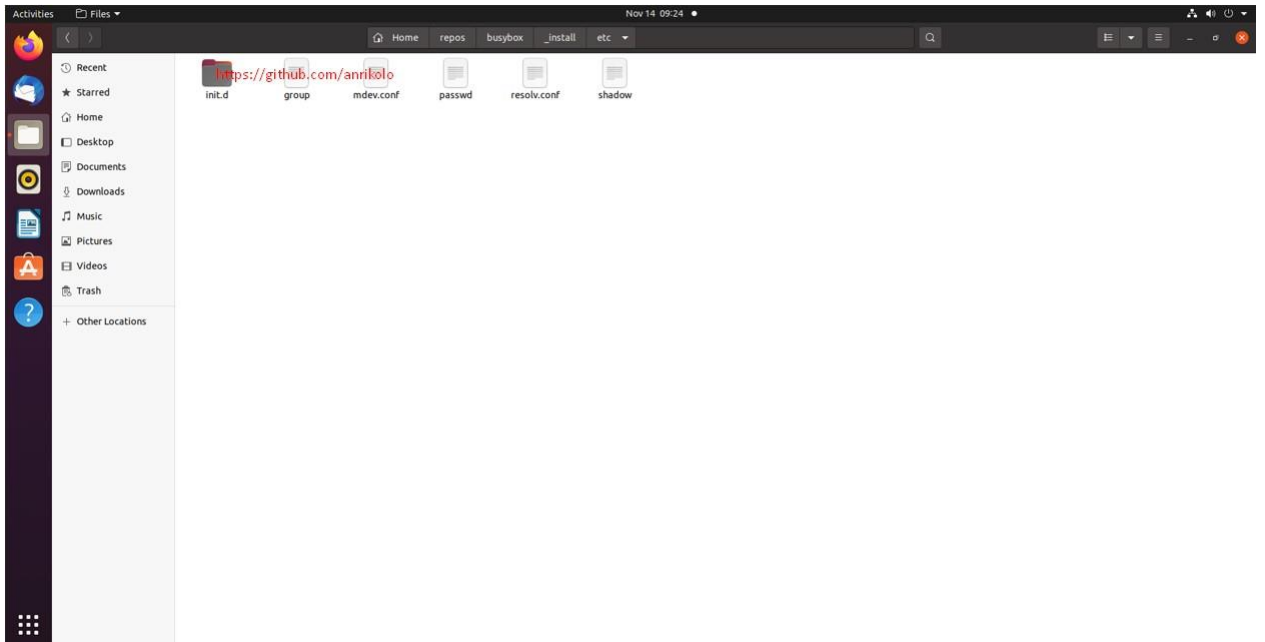 Activities Files Nov 14 09:24
Home repos busybox _install etc
Recent
Starred
Home
Desktop
Documents
Downloads
Music
Pictures
Videos
Trash
+ Other Locations
https://github.com/anrikolo
init.d group mdev.conf passwd resolv.conf shadow